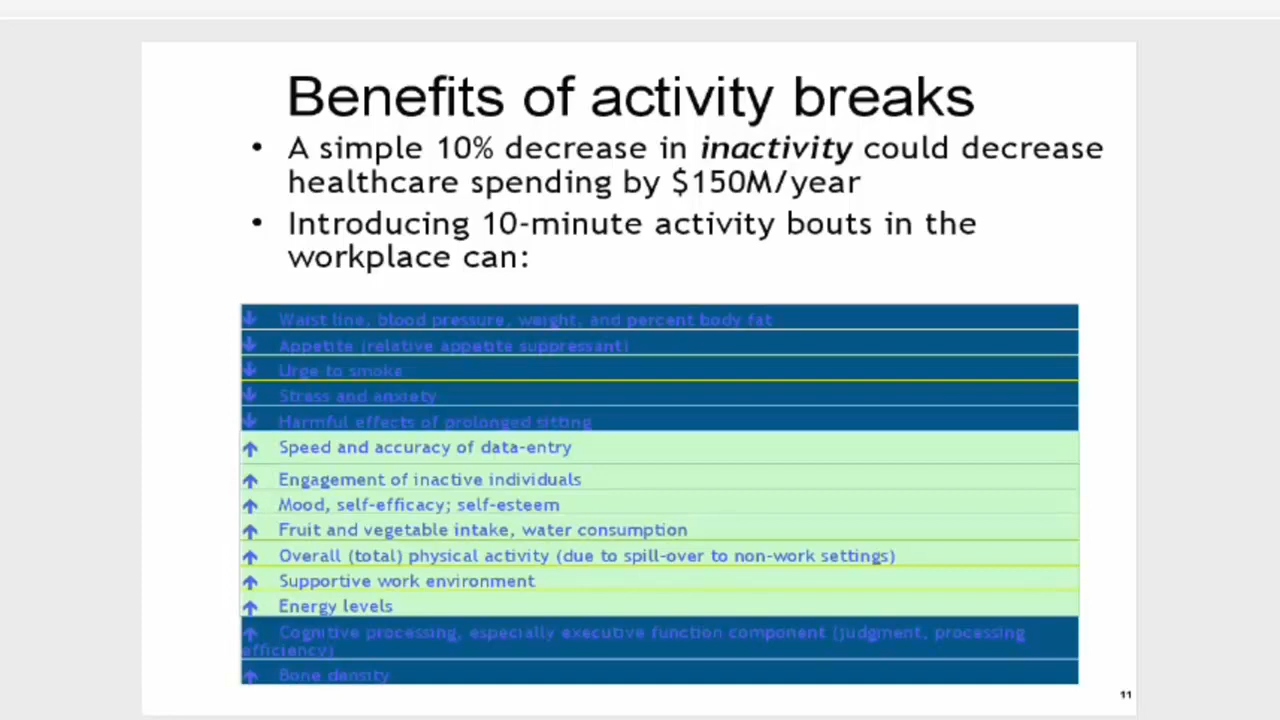 Benefits of activity breaks
• A simple 10% decrease in inactivity could decrease
healthcare spending by $150M/year
• Introducing 10-minute activity bouts in the
workplace can:
↓ Waist line, blood pressure, weight, and percent body fat
↓ Appetite (relative appetite suppressant)
↓ Urge to smoke
↓ Stress and anxiety
↓ Harmful effects of prolonged sitting
↑ Speed and accuracy of data-entry
↑ Engagement of inactive individuals
↑ Mood, self-efficacy; self-esteem
↑ Fruit and vegetable intake, water consumption
↑ Overall (total) physical activity (due to spill-over to non-work settings)
↑ Supportive work environment
↑ Energy levels
↑ Cognitive processing, especially executive function component (judgment, processing
efficiency)
↑ Bone density
11